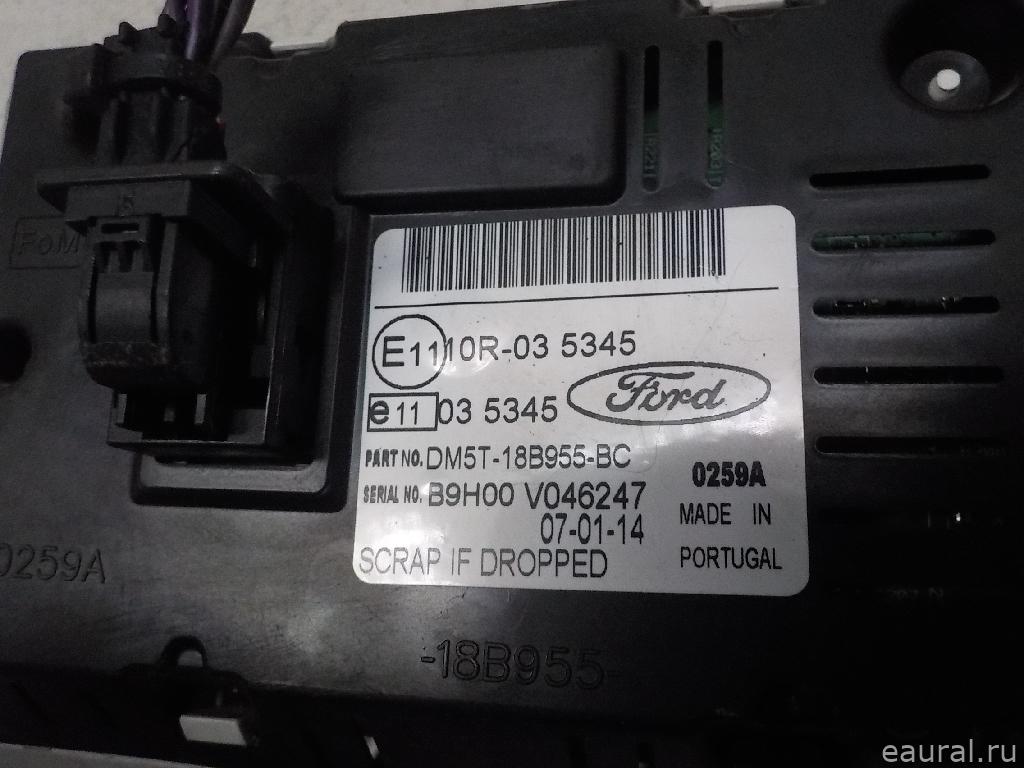 FoM
E11 10R-03 5345
e11 03 5345
Ford
PART NO. DM5T-18B955-BC
0259A
SERIAL NO. B9H00 V046247
MADE IN
07-01-14
SCRAP IF DROPPED
PORTUGAL
0259A
-18B955-
eaural.ru